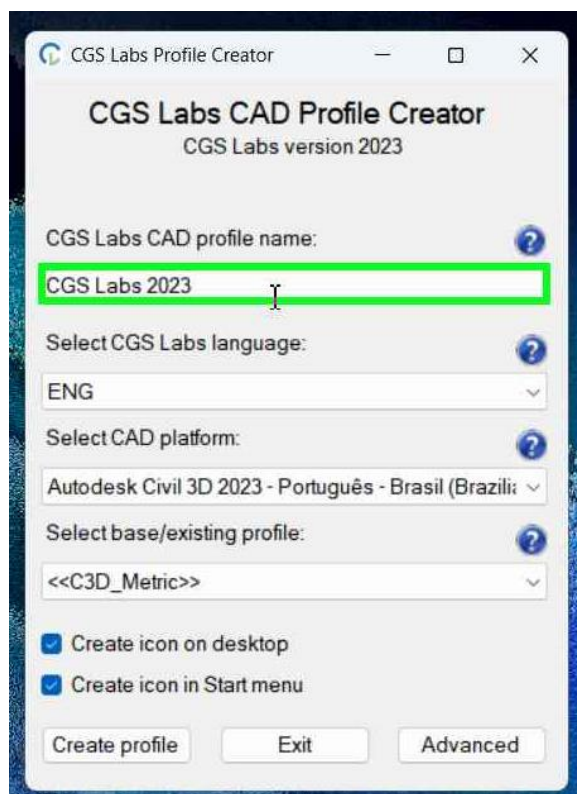 CGS Labs Profile Creator
CGS Labs CAD Profile Creator
CGS Labs version 2023
CGS Labs CAD profile name:
CGS Labs 2023
Select CGS Labs language:
ENG
Select CAD platform:
Autodesk Civil 3D 2023 - Português - Brasil (Brazili
Select base/existing profile:
<<C3D_Metric>>
Create icon on desktop
Create icon in Start menu
Create profile Exit Advanced